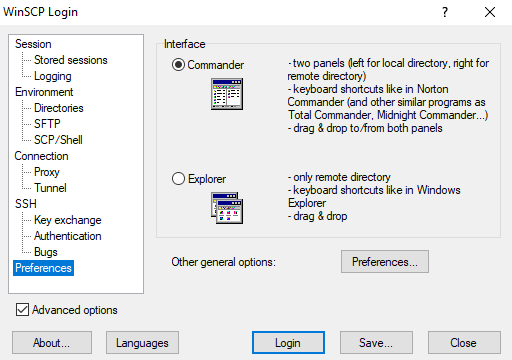 WinSCP Login
?
Session
Stored sessions
Logging
Environment
Directories
SFTP
SCP/Shell
Connection
Proxy
Tunnel
SSH
Key exchange
Authentication
Bugs
Preferences
Interface
Commander
- two panels (left for local directory, right for
remote directory)
- keyboard shortcuts like in Norton
Commander (and other similar programs as
Total Commander, Midnight Commander...)
- drag & drop to/from both panels
Explorer
- only remote directory
- keyboard shortcuts like in Windows
Explorer
- drag & drop
Other general options:
Preferences...
Advanced options
About...
Languages
Login
Save...
Close